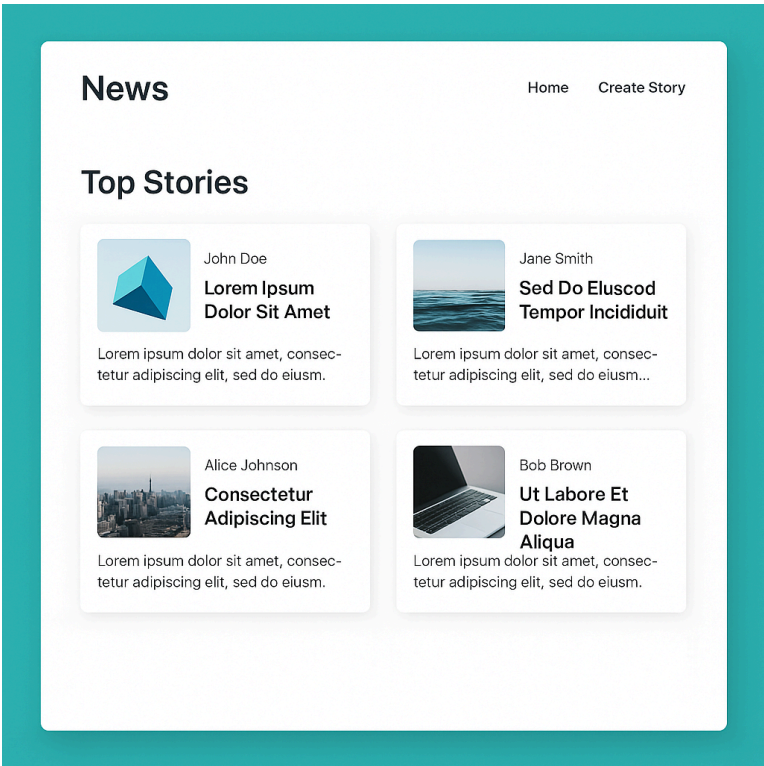 News
Home
Create Story
Top Stories
John Doe
Lorem Ipsum
Dolor Sit Amet
Lorem ipsum dolor sit amet, consec-
tetur adipiscing elit, sed do eiusm.
Jane Smith
Sed Do Eluscod
Tempor Incididuit
Lorem ipsum dolor sit amet, consec-
tetur adipiscing elit, sed do eiusm...
Alice Johnson
Consectetur
Adipiscing Elit
Lorem ipsum dolor sit amet, consec-
tetur adipiscing elit, sed do eiusm.
Bob Brown
Ut Labore Et
Dolore Magna
Aliqua
Lorem ipsum dolor sit amet, consec-
tetur adipiscing elit, sed do eiusm.